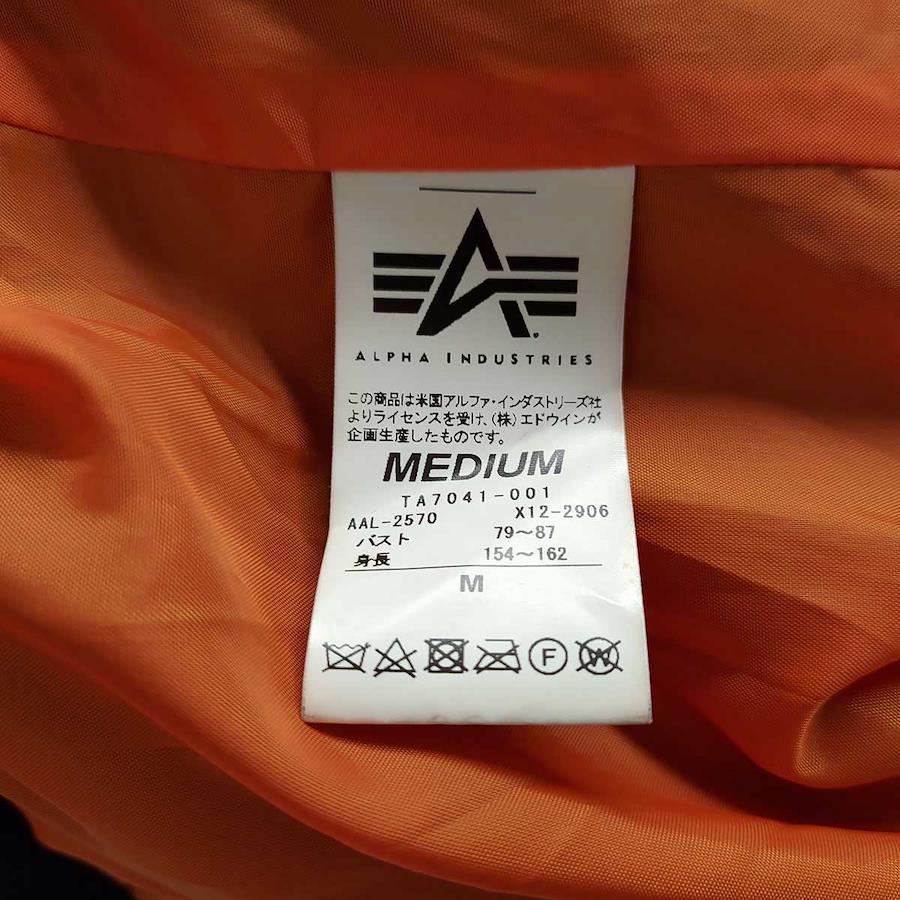 ALPHA INDUSTRIES
この商品は米国アルファ・インダストリーズ社
よりライセンスを受け、(株)エドウインが
企画生産したものです。
MEDIUM
TA7041-001
AAL-2570 X12-2906
バスト 79〜87
身長 154〜162
M
F W